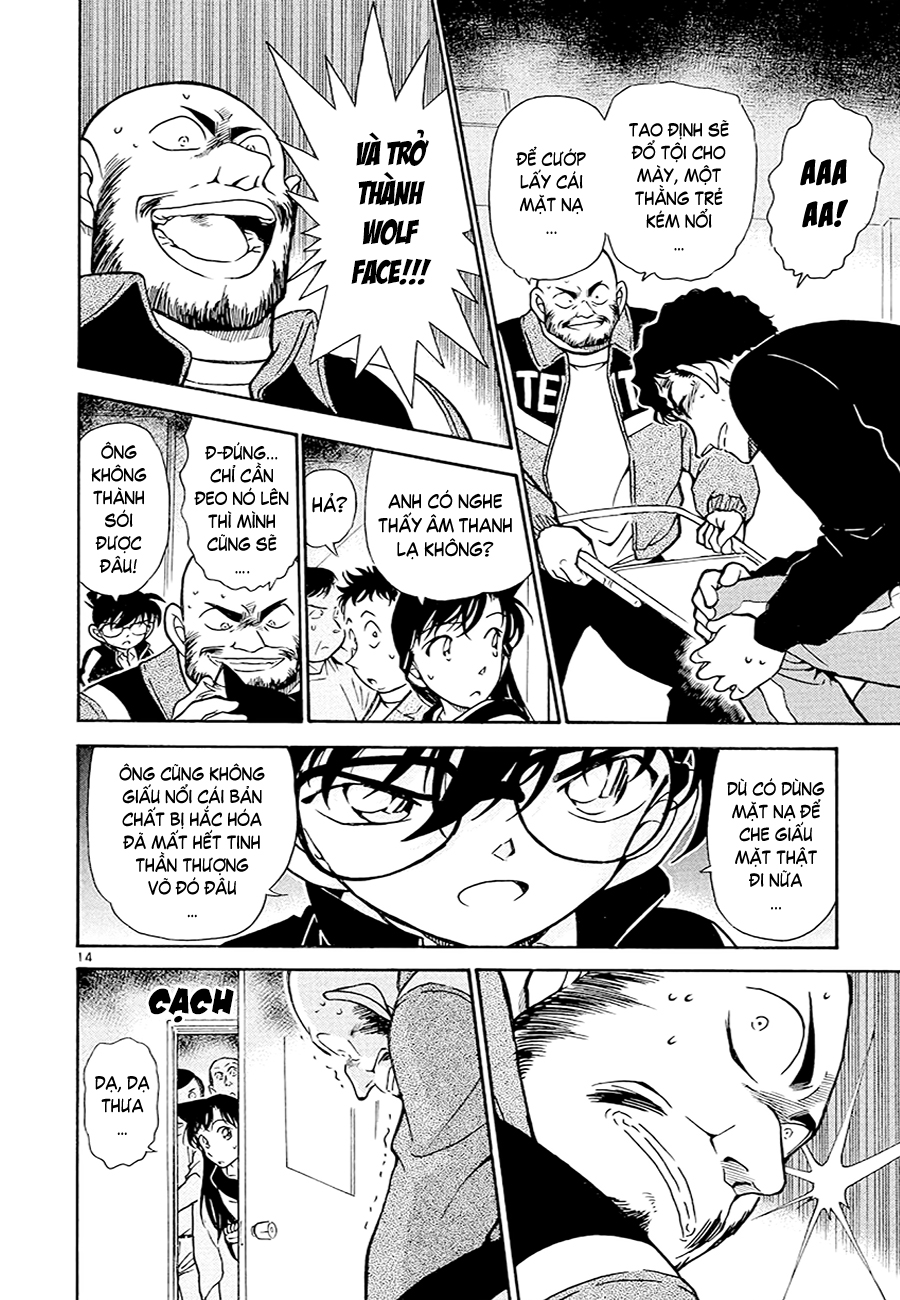 AAA
AA!
TAO ĐỊNH SẼ
ĐỔ TỘI CHO
MÀY, MỘT
THẰNG TRẺ
KÉM NỔI
...
ĐỂ CƯỚP
LẤY CÁI
MẶT NẠ
...
VÀ TRỞ
THÀNH
WOLF
FACE!!!
ANH CÓ NGHE
THẤY ÂM THANH
LẠ KHÔNG?
HẢ?
Đ-ĐÚNG...
CHỈ CẦN
ĐEO NÓ LÊN
THÌ MÌNH
CŨNG SẼ
....
ÔNG
KHÔNG
THÀNH
SÓI
ĐƯỢC
ĐÂU!
DÙ CÓ DÙNG
MẶT NẠ ĐỂ
CHE GIẤU
MẶT THẬT
ĐI NỮA
...
ÔNG CŨNG KHÔNG
GIẤU NỔI CÁI BẢN
CHẤT BỊ HẮC HÓA
ĐÃ MẤT HẾT TINH
THẦN THƯỢNG
VÕ ĐÓ ĐÂU
...
14
CẠCH
DẠ, DẠ
THƯA
...